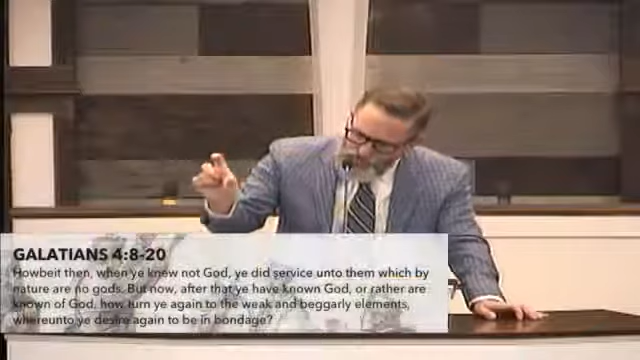 GALATIANS 4:8-20
Howbeit then, when ye knew not God, ye did service unto them which by
nature are no gods. But now, after that ye have known God, or rather are
known of God, how turn ye again to the weak and beggarly elements,
whereunto ye desire again to be in bondage?